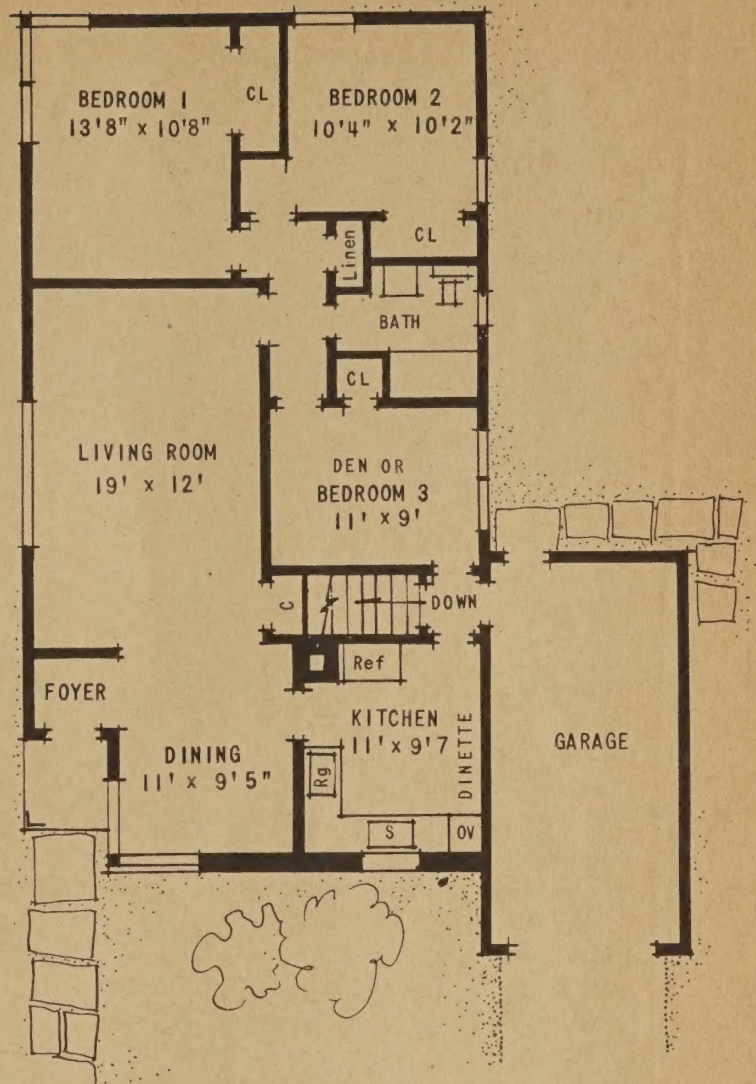 BEDROOM 1
13'8" x 10'8"
CL
BEDROOM 2
10'4" x 10'2"
CL
Linen
BATH
CL
LIVING ROOM
19' x 12'
DEN OR
BEDROOM 3
11' x 9'
C
DOWN
Ref
FOYER
KITCHEN
11' x 9'7
DINETTE
DINING
11' x 9'5"
Rg
S
OV
GARAGE